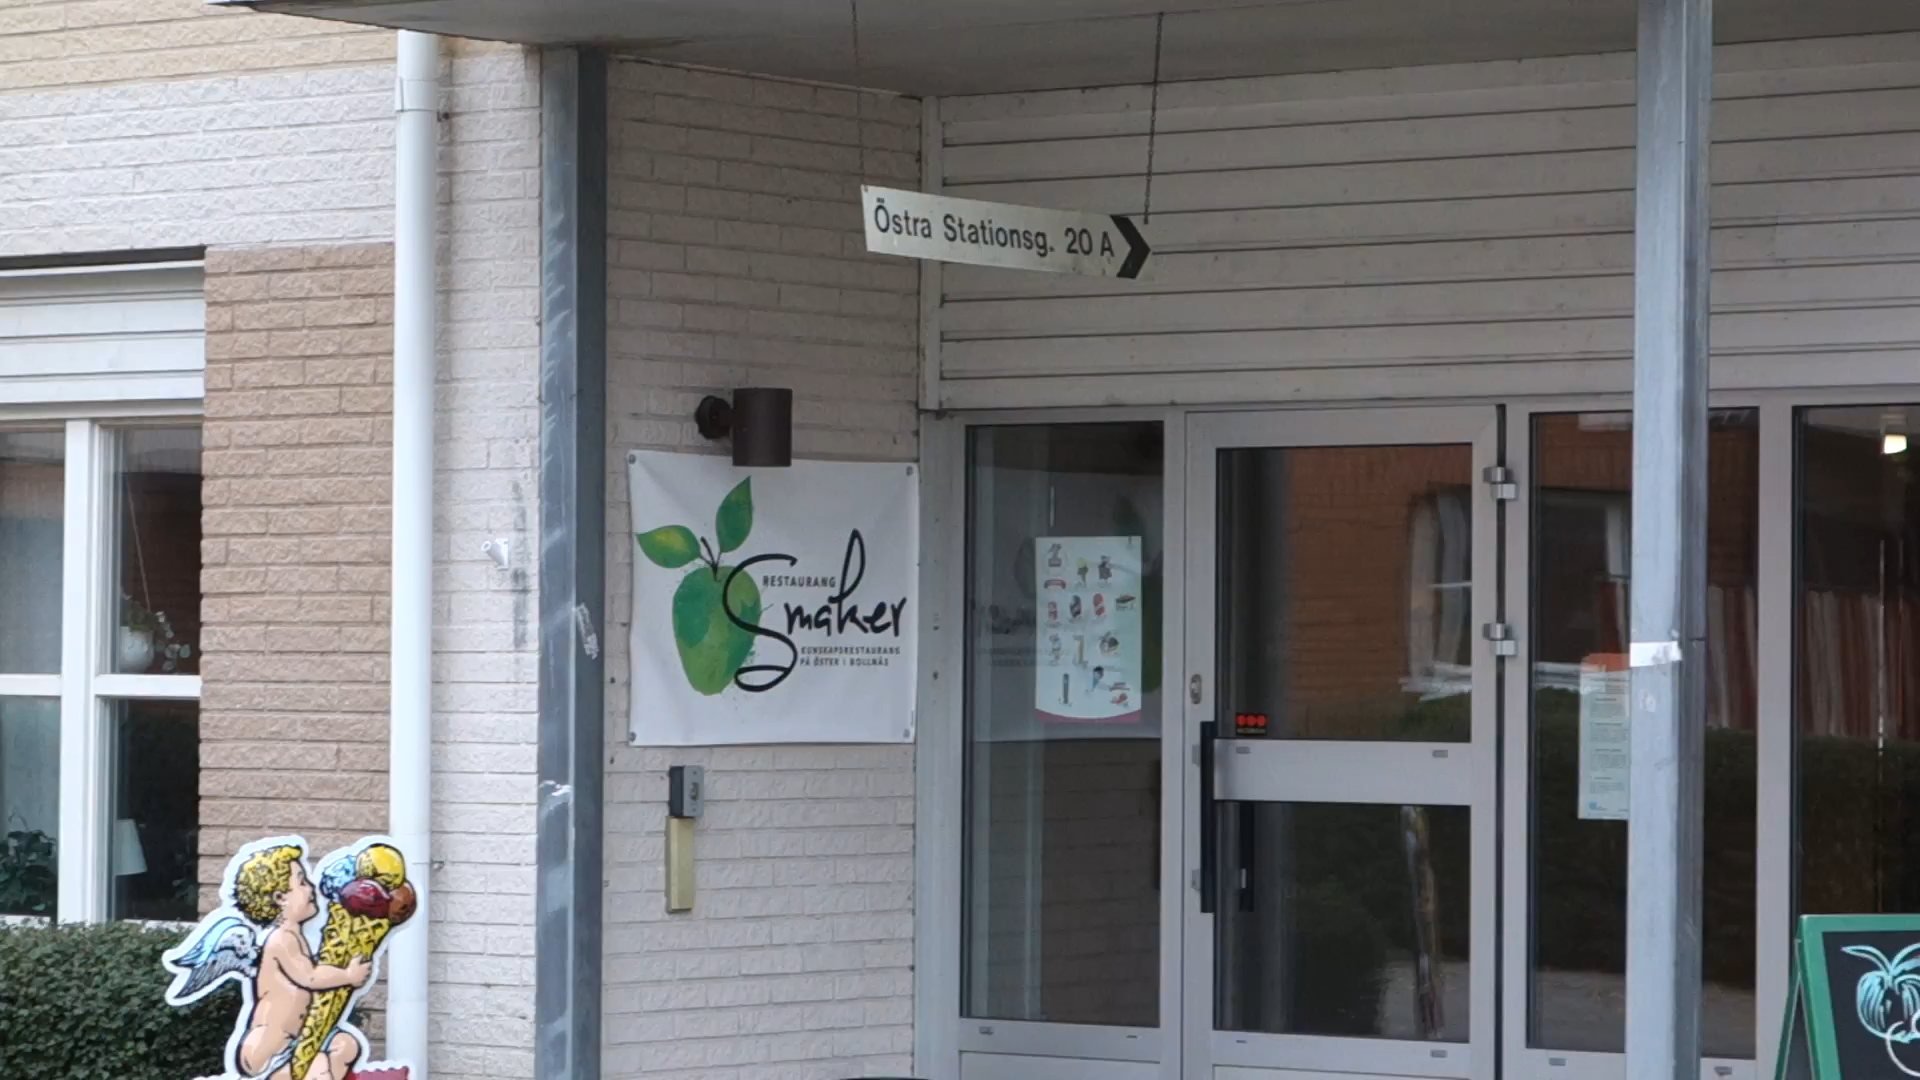 Östra Stationsg. 20 A
RESTAURANG
Smaker
KUNSKAPSRESTAURANG
PÅ ÖSTER I BOLLNÄS